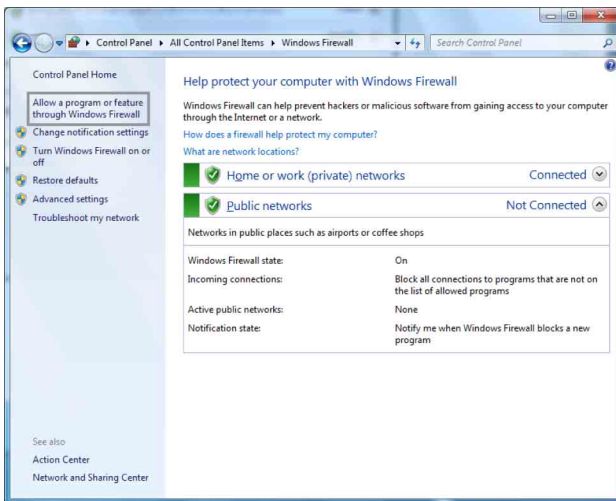 Control Panel ▸ All Control Panel Items ▸ Windows Firewall
Search Control Panel
Control Panel Home
Allow a program or feature
through Windows Firewall
Change notification settings
Turn Windows Firewall on or
off
Restore defaults
Advanced settings
Troubleshoot my network
See also
Action Center
Network and Sharing Center
Help protect your computer with Windows Firewall
Windows Firewall can help prevent hackers or malicious software from gaining access to your computer
through the Internet or a network.
How does a firewall help protect my computer?
What are network locations?
Home or work (private) networks Connected
Public networks Not Connected
Networks in public places such as airports or coffee shops
Windows Firewall state: On
Incoming connections: Block all connections to programs that are not on
the list of allowed programs
Active public networks: None
Notification state: Notify me when Windows Firewall blocks a new
program